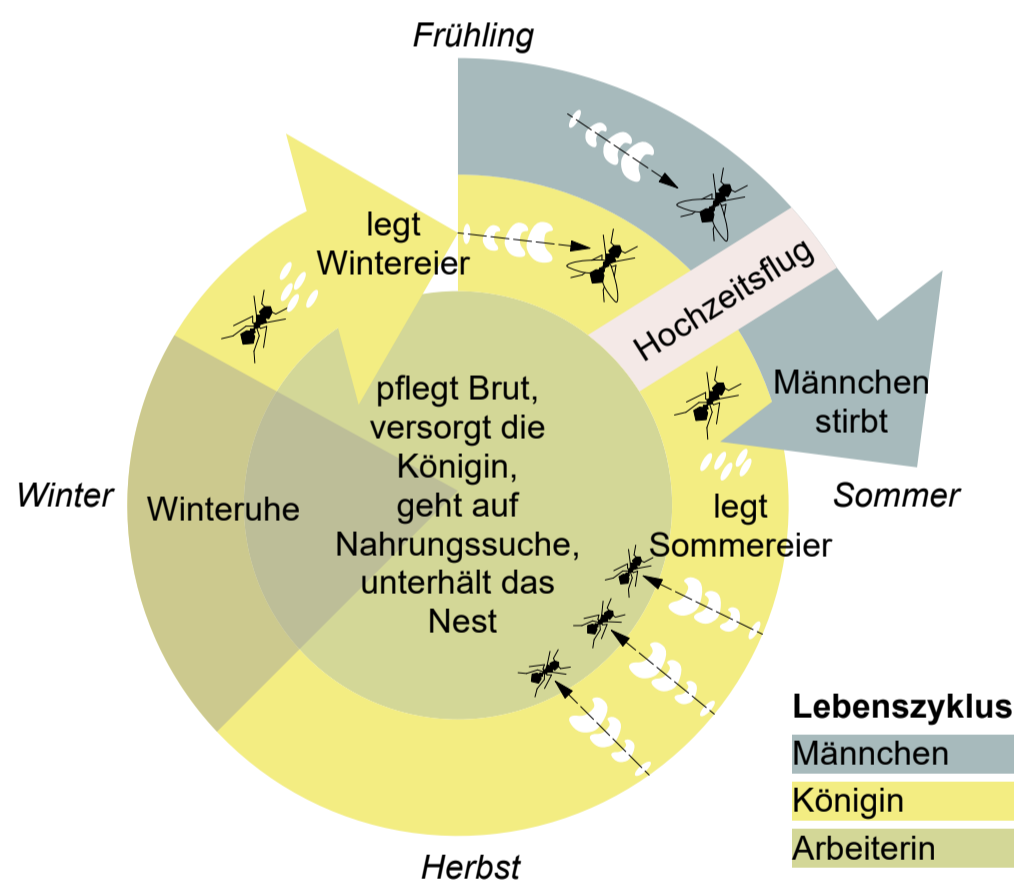 Frühling
legt
Wintereier
Hochzeitsflug
Männchen
stirbt
pflegt Brut,
versorgt die
Königin,
geht auf
Nahrungssuche,
unterhält das
Nest
Winter
Winteruhe
Sommer
legt
Sommereier
Herbst
Lebenszyklus
Männchen
Königin
Arbeiterin